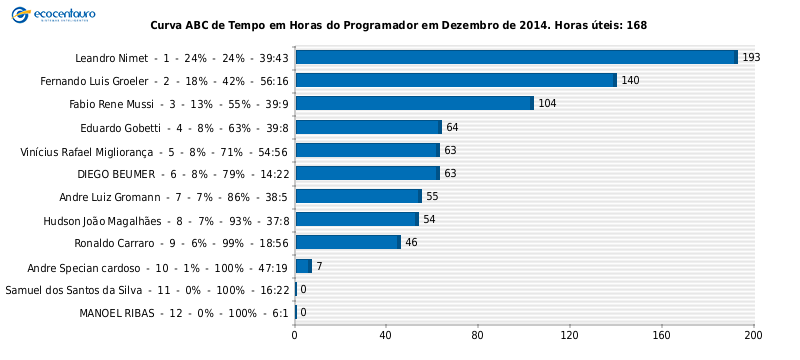 ecocentauro
Curva ABC de Tempo em Horas do Programador em Dezembro de 2014. Horas úteis: 168
Leandro Nimet - 1 - 24% - 24% - 39:43 193
Fernando Luis Groeler - 2 - 18% - 42% - 56:16 140
Fabio Rene Mussi - 3 - 13% - 55% - 39:9 104
Eduardo Gobetti - 4 - 8% - 63% - 39:8 64
Vinícius Rafael Migliorança - 5 - 8% - 71% - 54:56 63
DIEGO BEUMER - 6 - 8% - 79% - 14:22 63
Andre Luiz Gromann - 7 - 7% - 86% - 38:5 55
Hudson João Magalhães - 8 - 7% - 93% - 37:8 54
Ronaldo Carraro - 9 - 6% - 99% - 18:56 46
Andre Specian cardoso - 10 - 1% - 100% - 47:19 7
Samuel dos Santos da Silva - 11 - 0% - 100% - 16:22 0
MANOEL RIBAS - 12 - 0% - 100% - 6:1 0
0 40 80 120 160 200